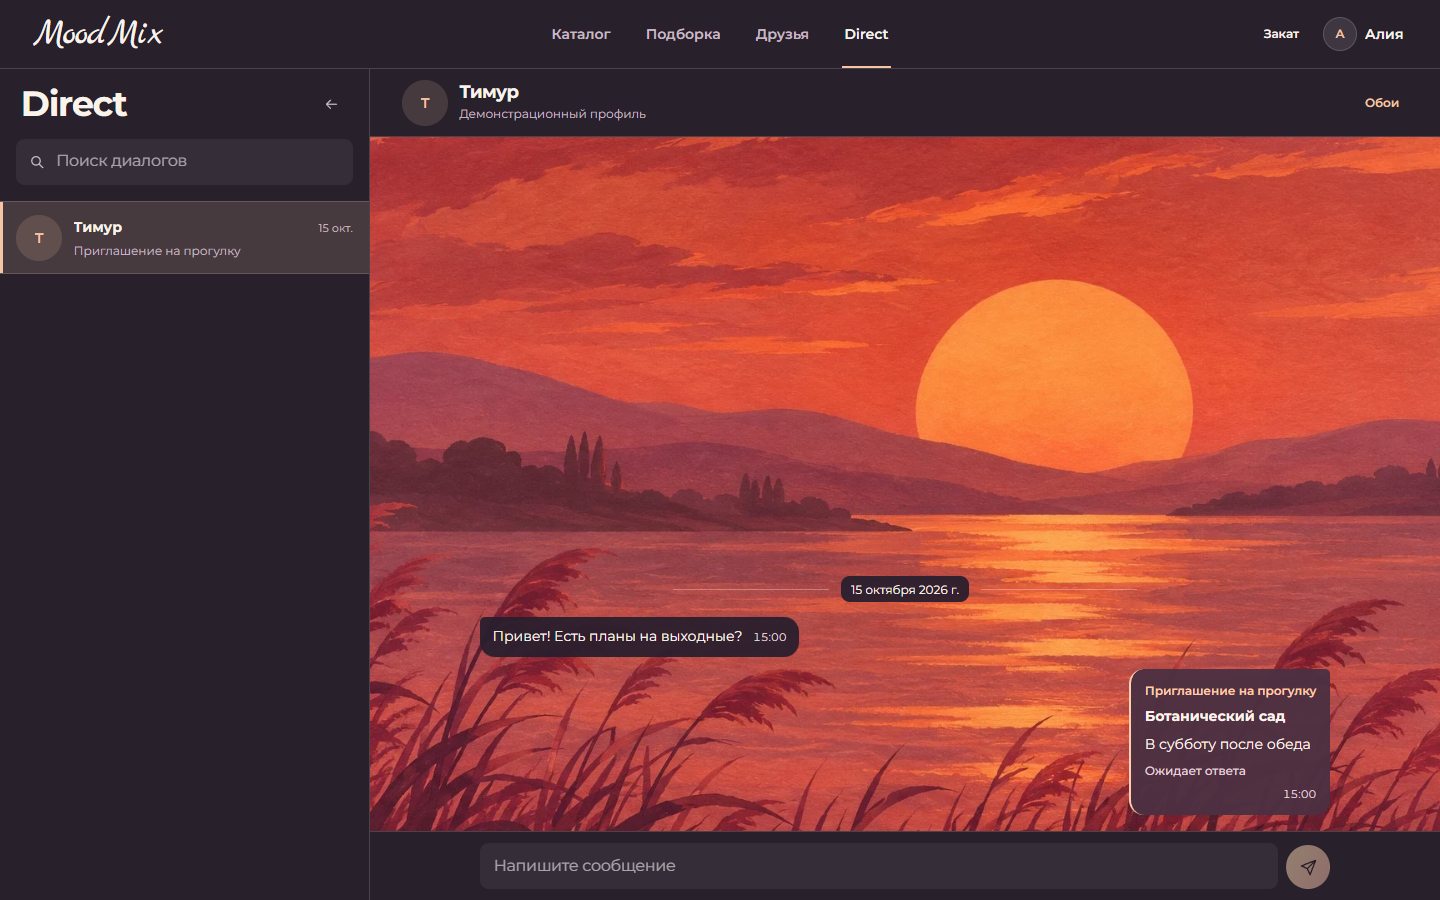 MoodMix
Каталог
Подборка
Друзья
Direct
Закат
А
Алия
Direct
Поиск диалогов
Т
Тимур
15 окт.
Приглашение на прогулку
Т
Тимур
Демонстрационный профиль
Обои
15 октября 2026 г.
Привет! Есть планы на выходные? 15:00
Приглашение на прогулку
Ботанический сад
В субботу после обеда
Ожидает ответа
15:00
Напишите сообщение